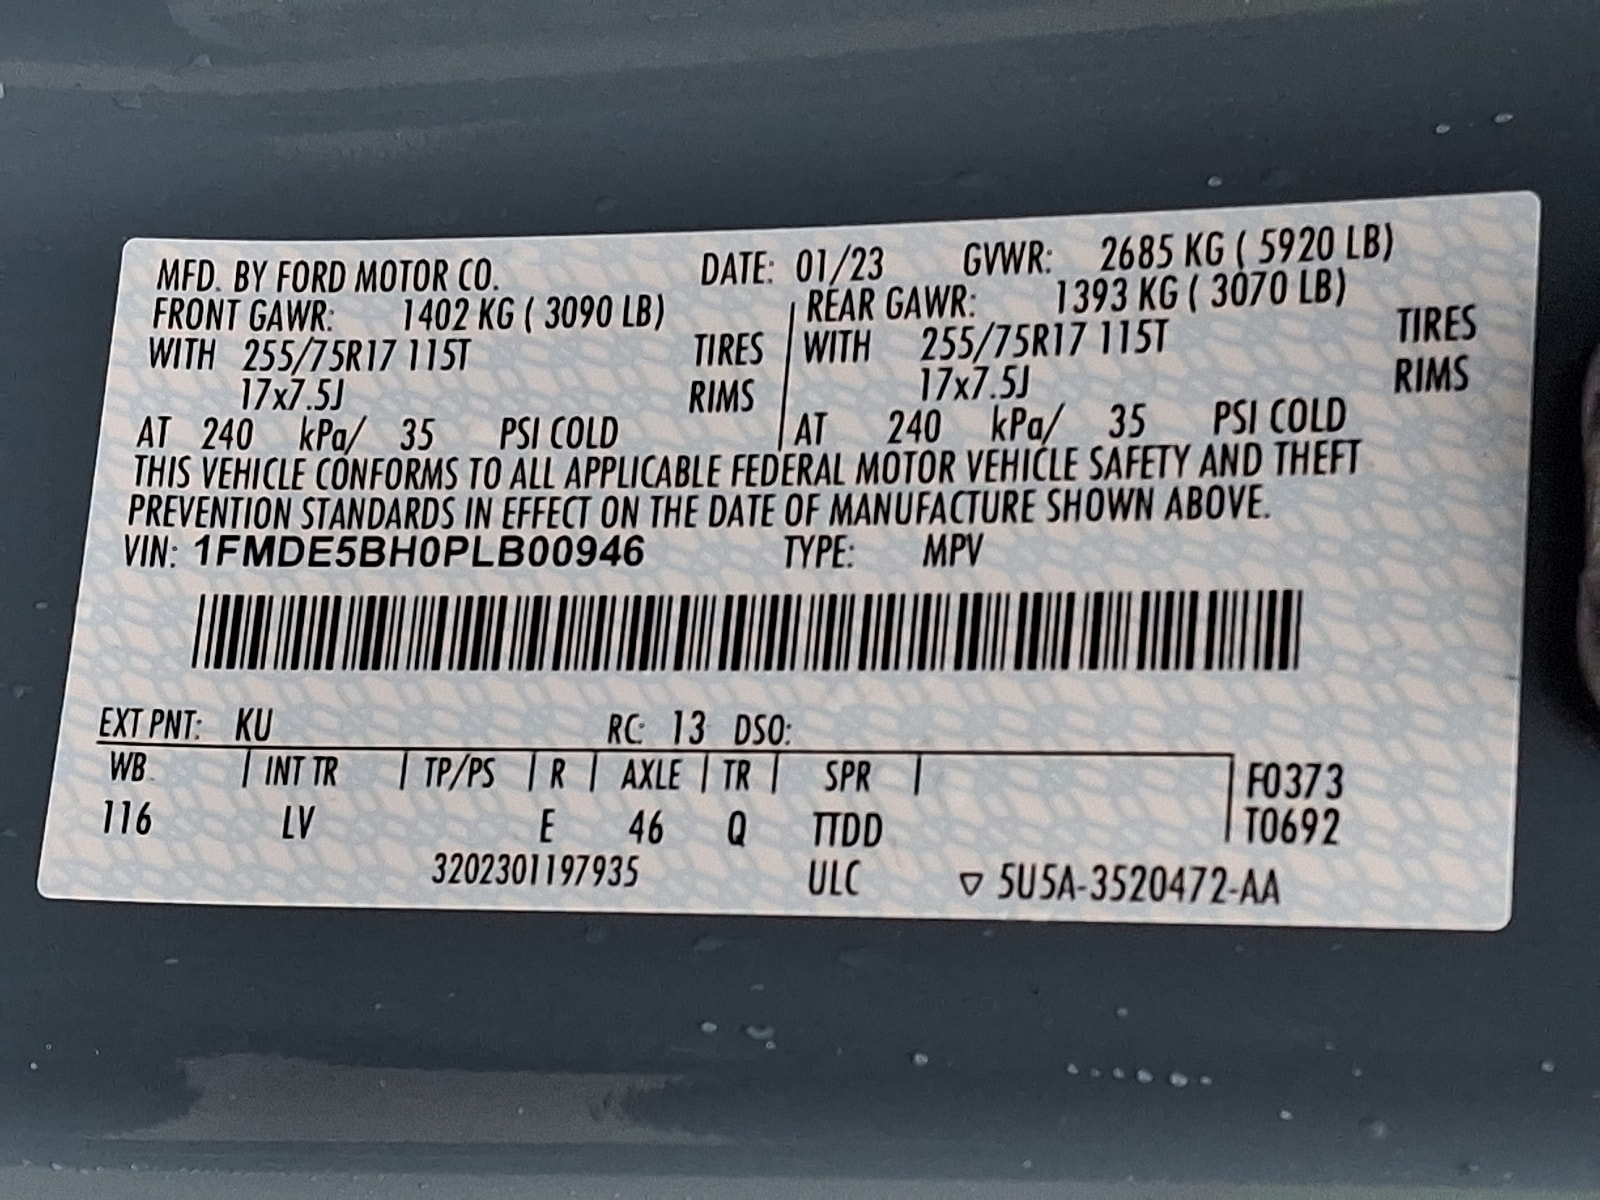 MFD. BY FORD MOTOR CO. DATE: 01/23 GVWR: 2685 KG ( 5920 LB)
FRONT GAWR: 1402 KG ( 3090 LB) REAR GAWR: 1393 KG ( 3070 LB)
WITH 255/75R17 115T TIRES WITH 255/75R17 115T TIRES
17x7.5J RIMS 17x7.5J RIMS
AT 240 kPa/ 35 PSI COLD AT 240 kPa/ 35 PSI COLD
THIS VEHICLE CONFORMS TO ALL APPLICABLE FEDERAL MOTOR VEHICLE SAFETY AND THEFT
PREVENTION STANDARDS IN EFFECT ON THE DATE OF MANUFACTURE SHOWN ABOVE.
VIN: 1FMDE5BH0PLB00946 TYPE: MPV
EXT PNT: KU RC: 13 DSO:
WB INT TR TP/PS R AXLE TR SPR F0373
116 LV E 46 Q TTDD T0692
3202301197935 ULC ▽ 5U5A-3520472-AA